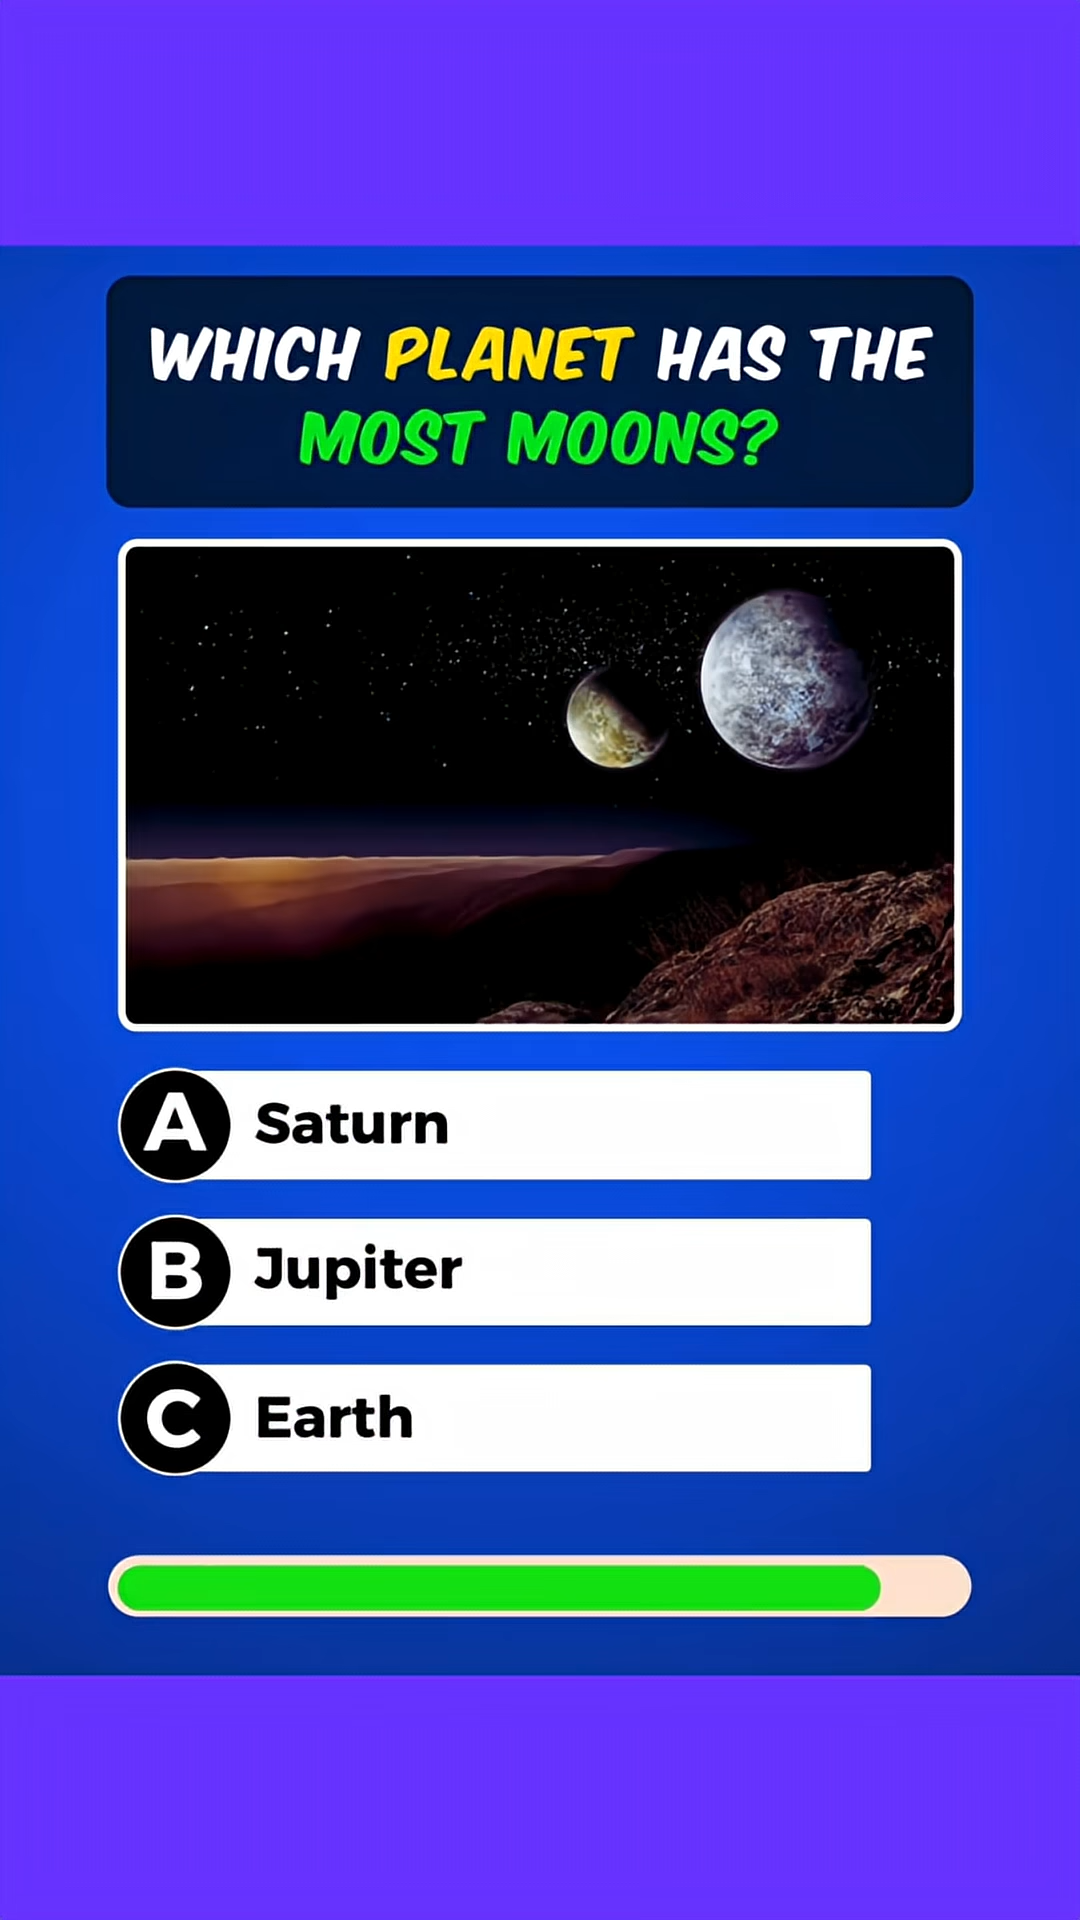 WHICH PLANET HAS THE
MOST MOONS?
A Saturn
B Jupiter
C Earth